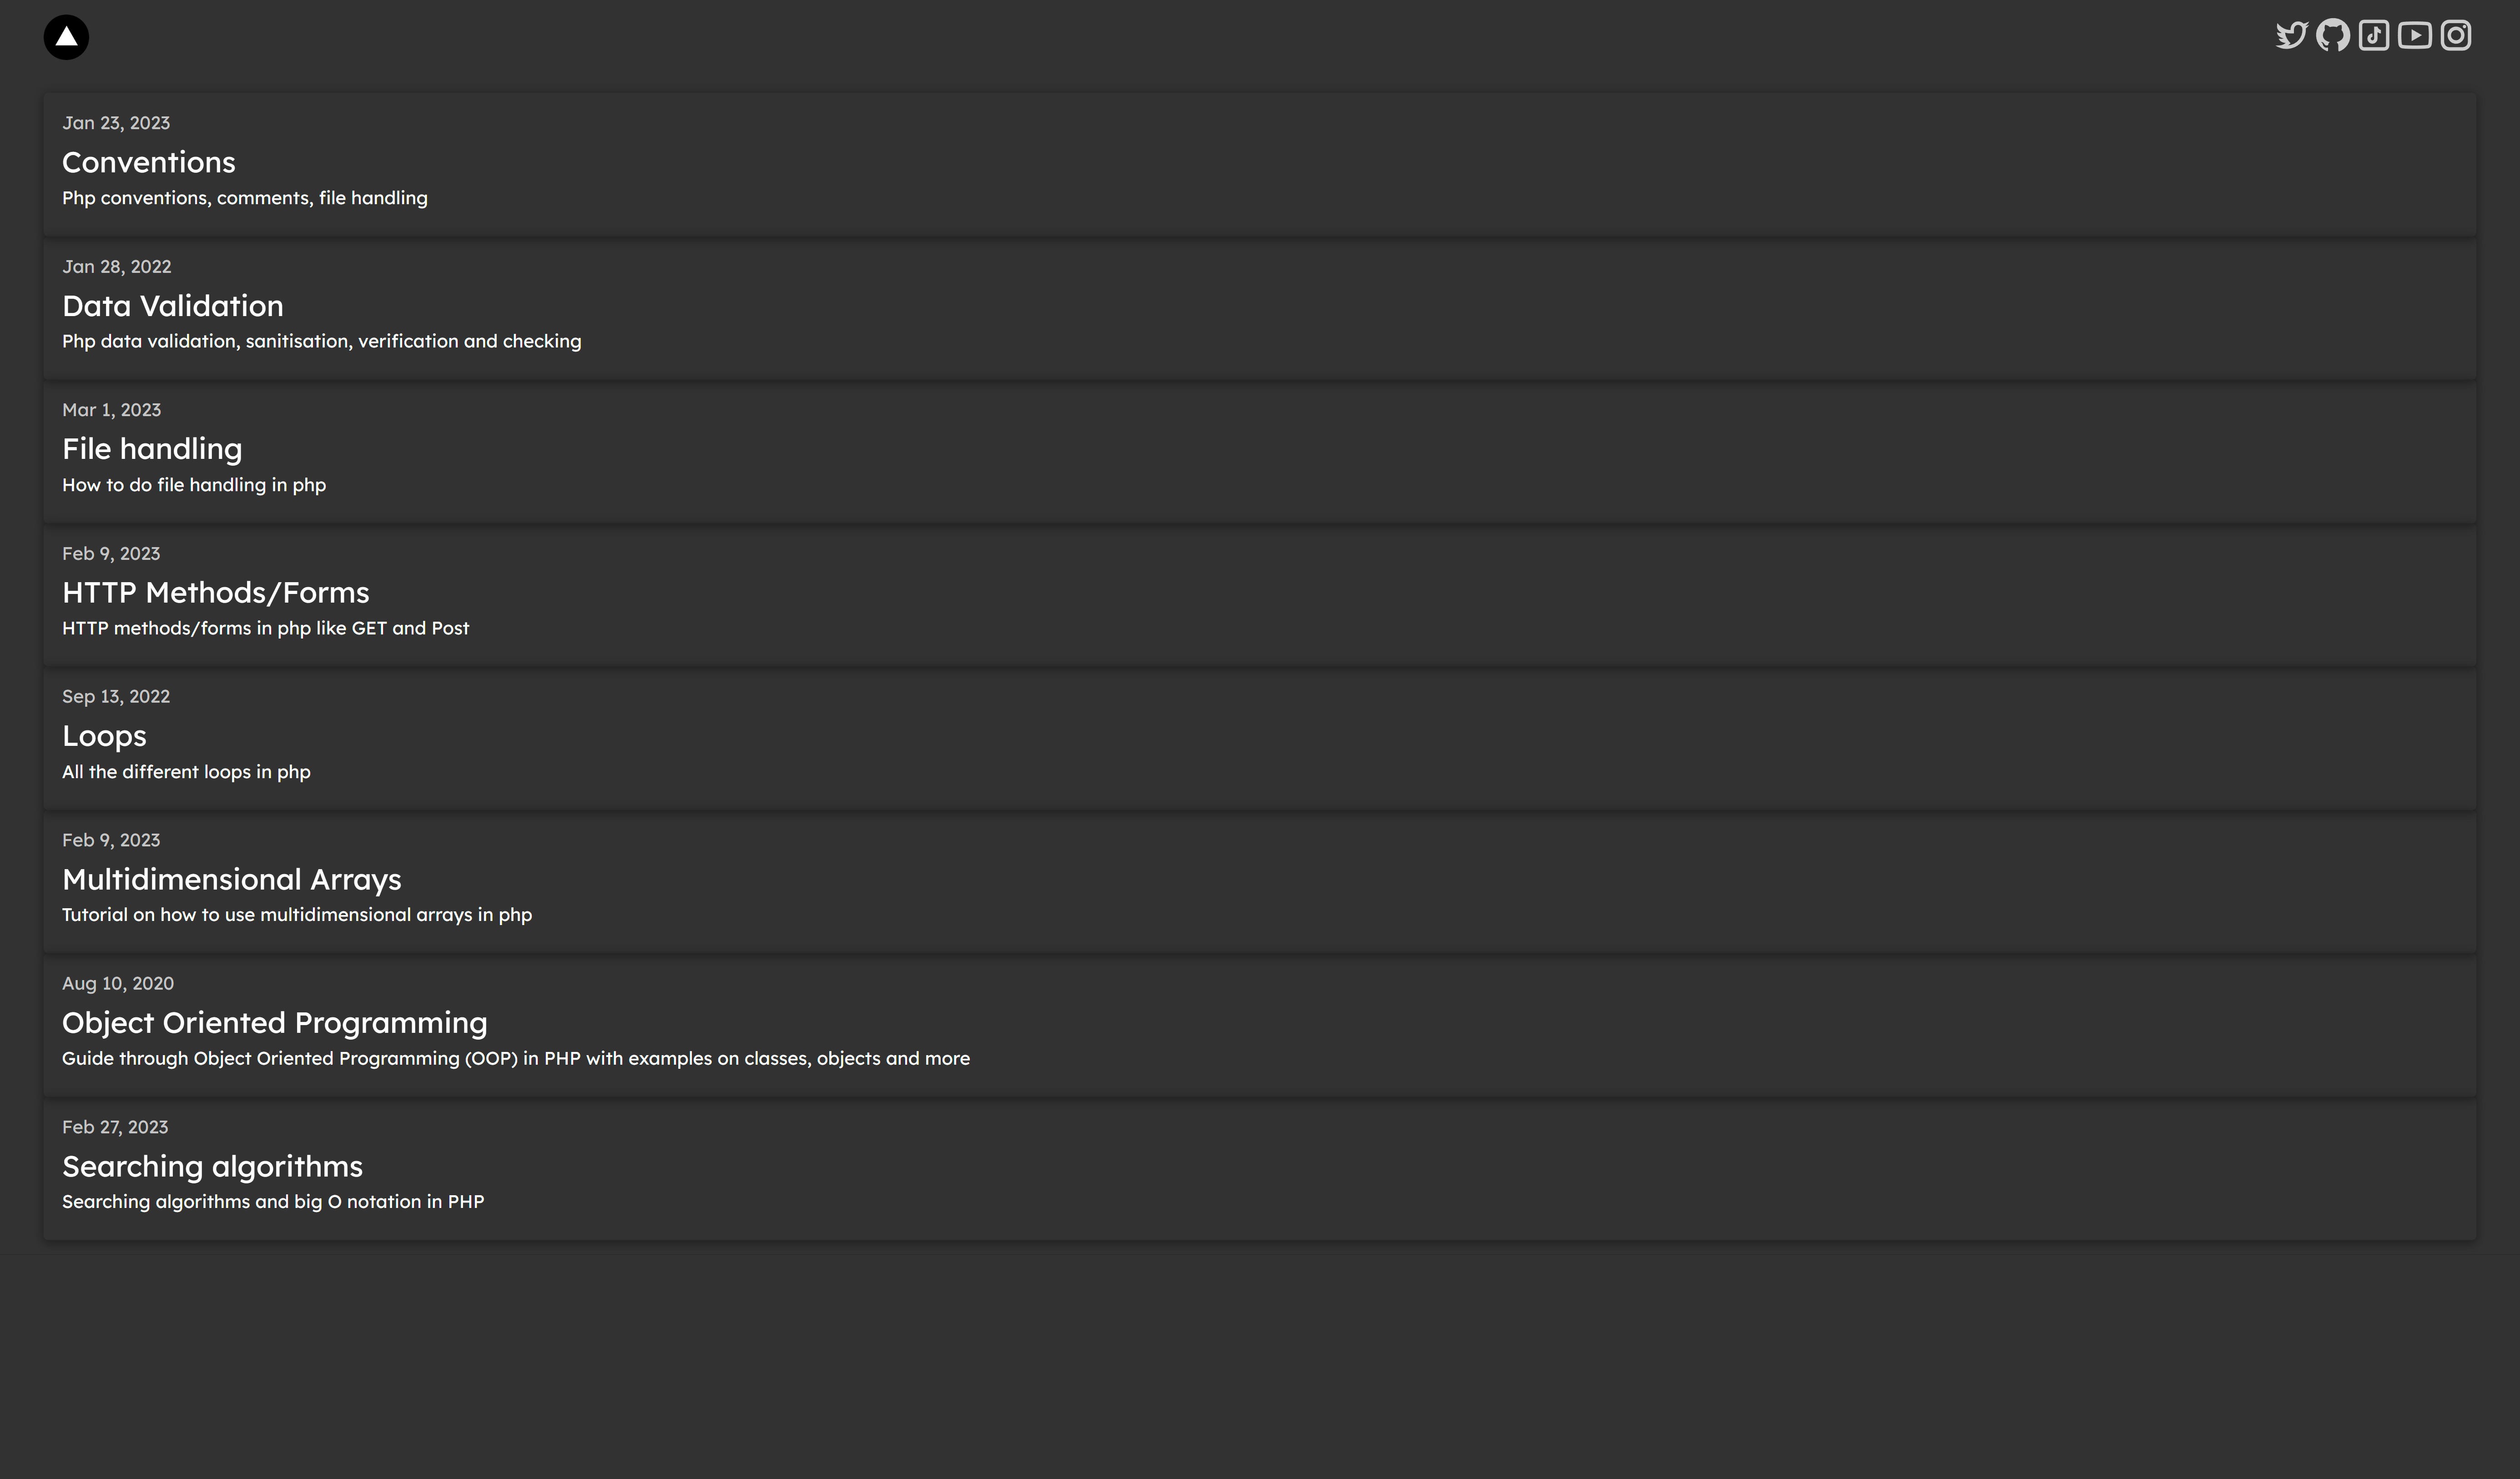 Jan 23, 2023
Conventions
Php conventions, comments, file handling
Jan 28, 2022
Data Validation
Php data validation, sanitisation, verification and checking
Mar 1, 2023
File handling
How to do file handling in php
Feb 9, 2023
HTTP Methods/Forms
HTTP methods/forms in php like GET and Post
Sep 13, 2022
Loops
All the different loops in php
Feb 9, 2023
Multidimensional Arrays
Tutorial on how to use multidimensional arrays in php
Aug 10, 2020
Object Oriented Programming
Guide through Object Oriented Programming (OOP) in PHP with examples on classes, objects and more
Feb 27, 2023
Searching algorithms
Searching algorithms and big O notation in PHP